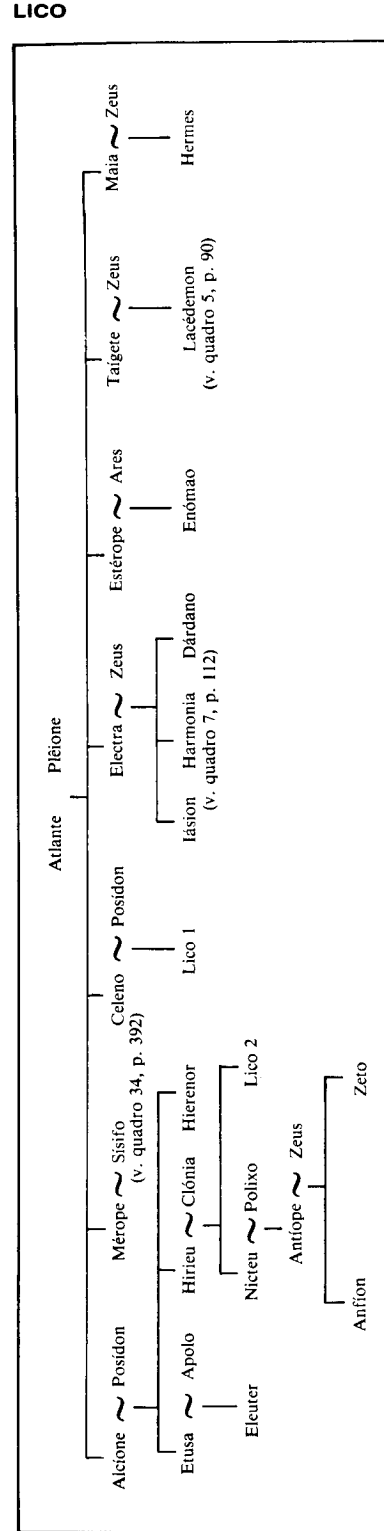 LICO
Atlante Plêione
Alcíone ~ Posídon Mérope ~ Sísifo Celeno ~ Posídon Electra ~ Zeus Estérope ~ Ares Taígete ~ Zeus Maia ~ Zeus
(v. quadro 34, p. 392)
Etusa ~ Apolo Hirieu ~ Clónia Hierenor Lico 1 Iásion Harmonia Dárdano Enómao Lacédemon Hermes
(v. quadro 7, p. 112) (v. quadro 5, p. 90)
Eleuter Nicteu ~ Polixo Lico 2
Antíope ~ Zeus
Anfíon Zeto